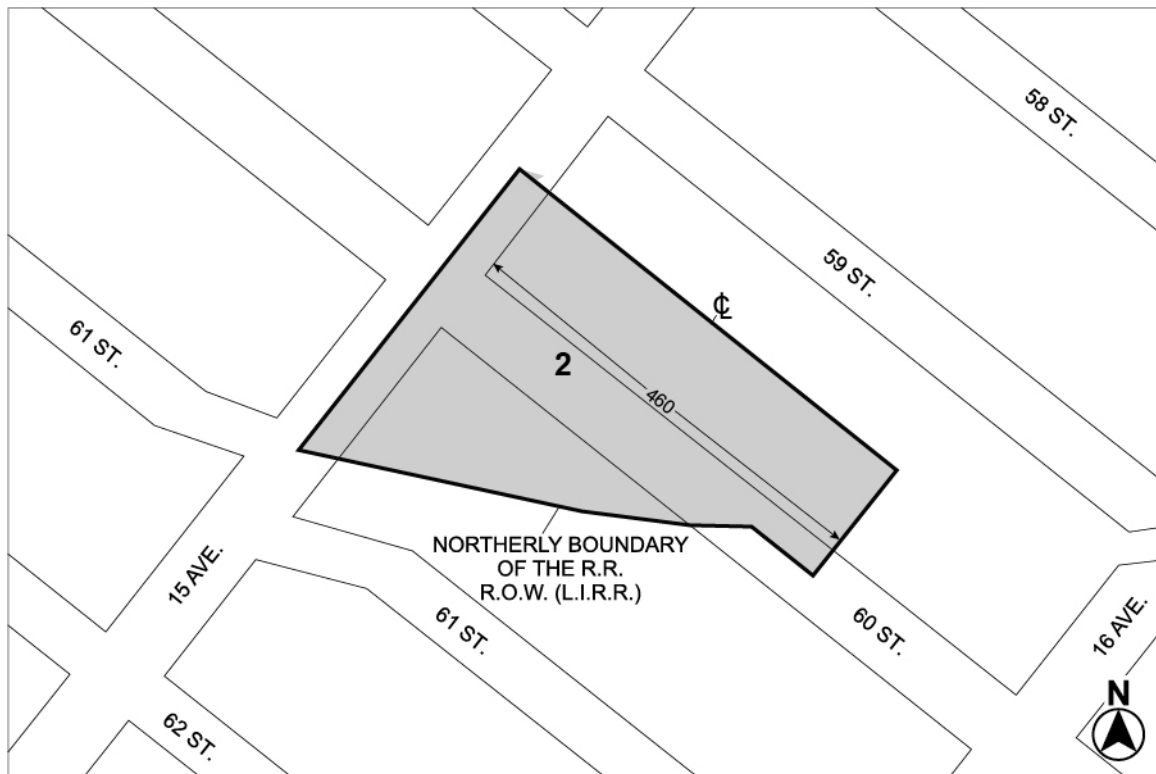 58 ST.
59 ST.
℄
61 ST.
2
460
NORTHERLY BOUNDARY
OF THE R.R.
R.O.W. (L.I.R.R.)
15 AVE.
61 ST.
60 ST.
16 AVE.
N
62 ST.